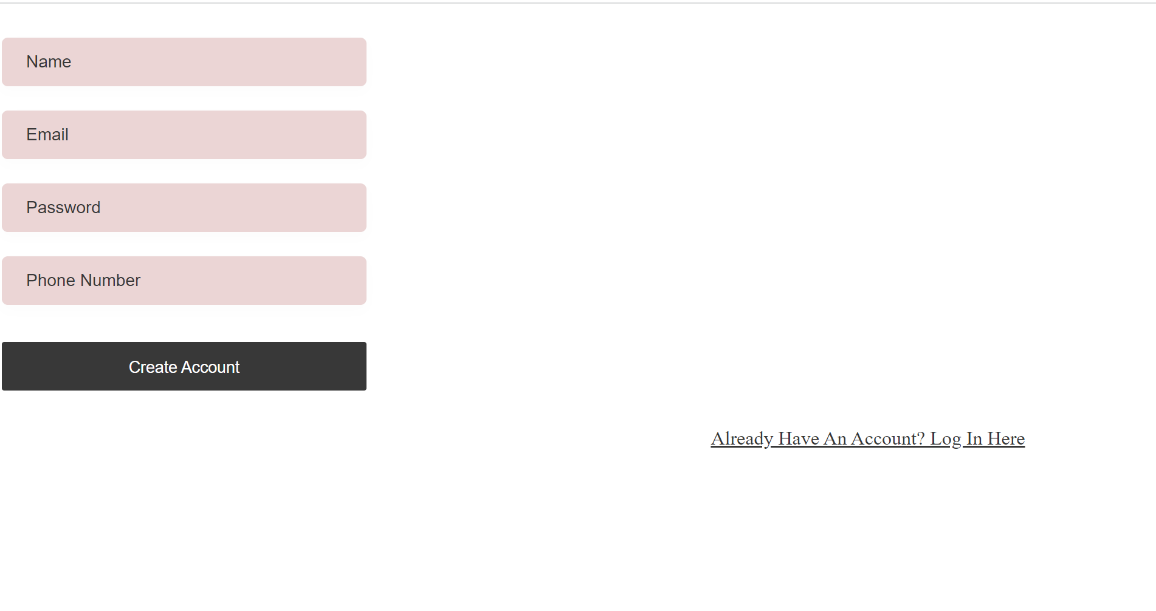 Name
Email
Password
Phone Number
Create Account
Already Have An Account? Log In Here